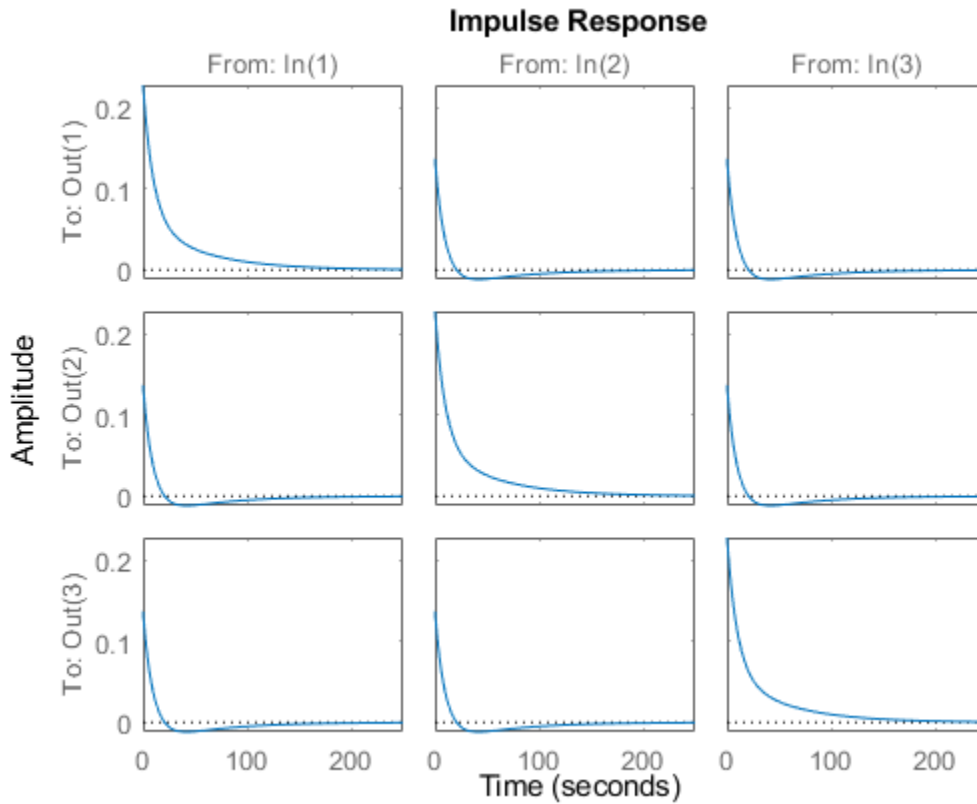 Impulse Response
From: In(1)
From: In(2)
From: In(3)
To: Out(1)
0.2
0.1
0
Amplitude
To: Out(2)
0.2
0.1
0
To: Out(3)
0.2
0.1
0
0
100
200
0
100
200
0
100
200
Time (seconds)